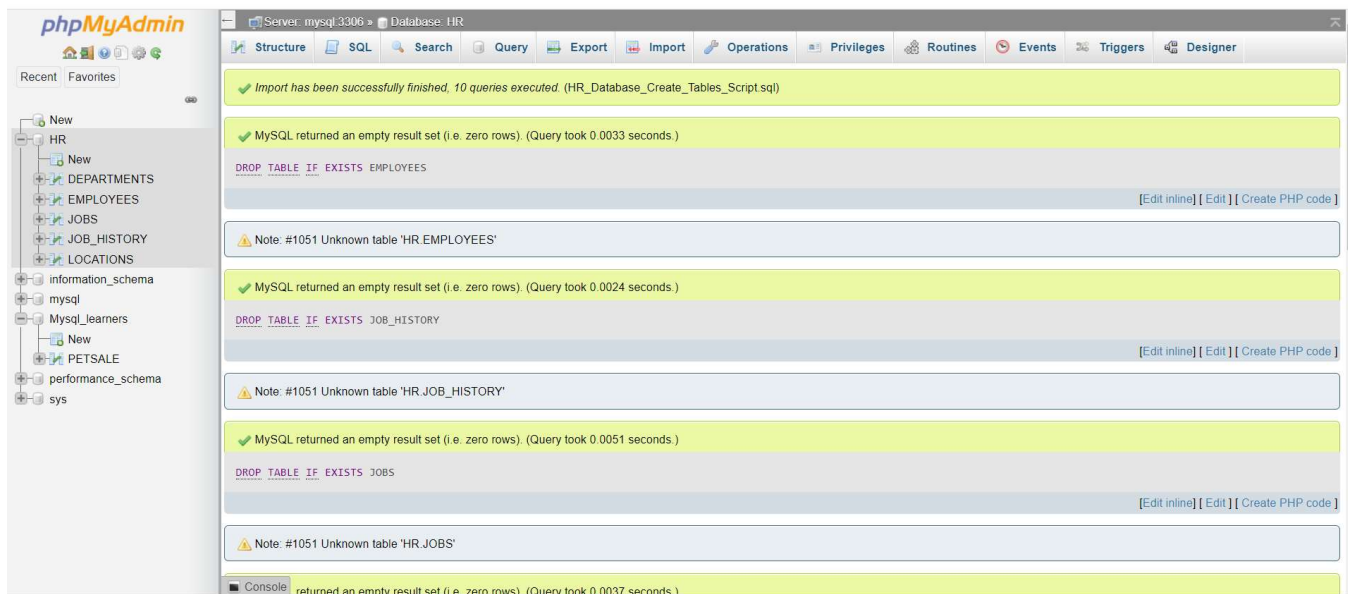 phpMyAdmin
Recent Favorites
New
HR
New
DEPARTMENTS
EMPLOYEES
JOBS
JOB_HISTORY
LOCATIONS
information_schema
mysql
Mysql_learners
New
PETSALE
performance_schema
sys
Server: mysql:3306 » Database: HR
Structure SQL Search Query Export Import Operations Privileges Routines Events Triggers Designer
Import has been successfully finished, 10 queries executed. (HR_Database_Create_Tables_Script.sql)
MySQL returned an empty result set (i.e. zero rows). (Query took 0.0033 seconds.)
DROP TABLE IF EXISTS EMPLOYEES
[Edit inline] [ Edit ] [ Create PHP code ]
Note: #1051 Unknown table 'HR.EMPLOYEES'
MySQL returned an empty result set (i.e. zero rows). (Query took 0.0024 seconds.)
DROP TABLE IF EXISTS JOB_HISTORY
[Edit inline] [ Edit ] [ Create PHP code ]
Note: #1051 Unknown table 'HR.JOB_HISTORY'
MySQL returned an empty result set (i.e. zero rows). (Query took 0.0051 seconds.)
DROP TABLE IF EXISTS JOBS
[Edit inline] [ Edit ] [ Create PHP code ]
Note: #1051 Unknown table 'HR.JOBS'
Console returned an empty result set (i.e. zero rows). (Query took 0.0037 seconds.)